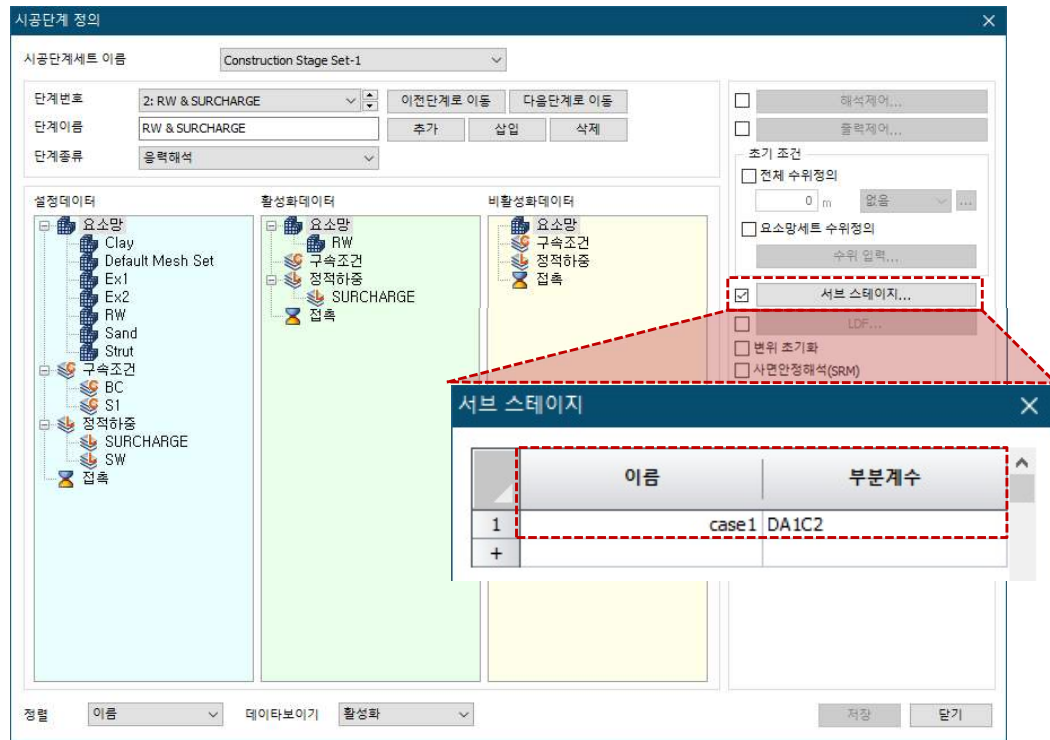 시공단계 정의
시공단계세트 이름 Construction Stage Set-1
단계번호 2: RW & SURCHARGE 이전단계로 이동 다음단계로 이동
단계이름 RW & SURCHARGE 추가 삽입 삭제
단계종류 응력해석
해석제어...
출력제어...
초기 조건
전체 수위정의
0 m 없음 ...
요소망세트 수위정의
수위 입력...
서브 스테이지...
LDF...
변위 초기화
사면안정해석(SRM)
설정데이터
요소망
Clay
Default Mesh Set
Ex1
Ex2
RW
Sand
Strut
구속조건
BC
S1
정적하중
SURCHARGE
SW
접촉
활성화데이터
요소망
RW
구속조건
정적하중
SURCHARGE
접촉
비활성화데이터
요소망
구속조건
정적하중
접촉
서브 스테이지
이름 부분계수
1 case1 DA1C2
+
정렬 이름 데이타보이기 활성화 저장 닫기